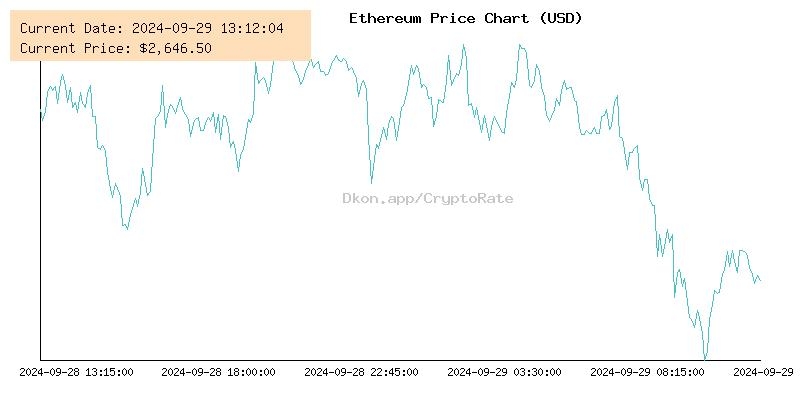 Ethereum Price Chart (USD)
Current Date: 2024-09-29 13:12:04
Current Price: $2,646.50
Dkon.app/CryptoRate
2024-09-28 13:15:00 2024-09-28 18:00:00 2024-09-28 22:45:00 2024-09-29 03:30:00 2024-09-29 08:15:00 2024-09-29